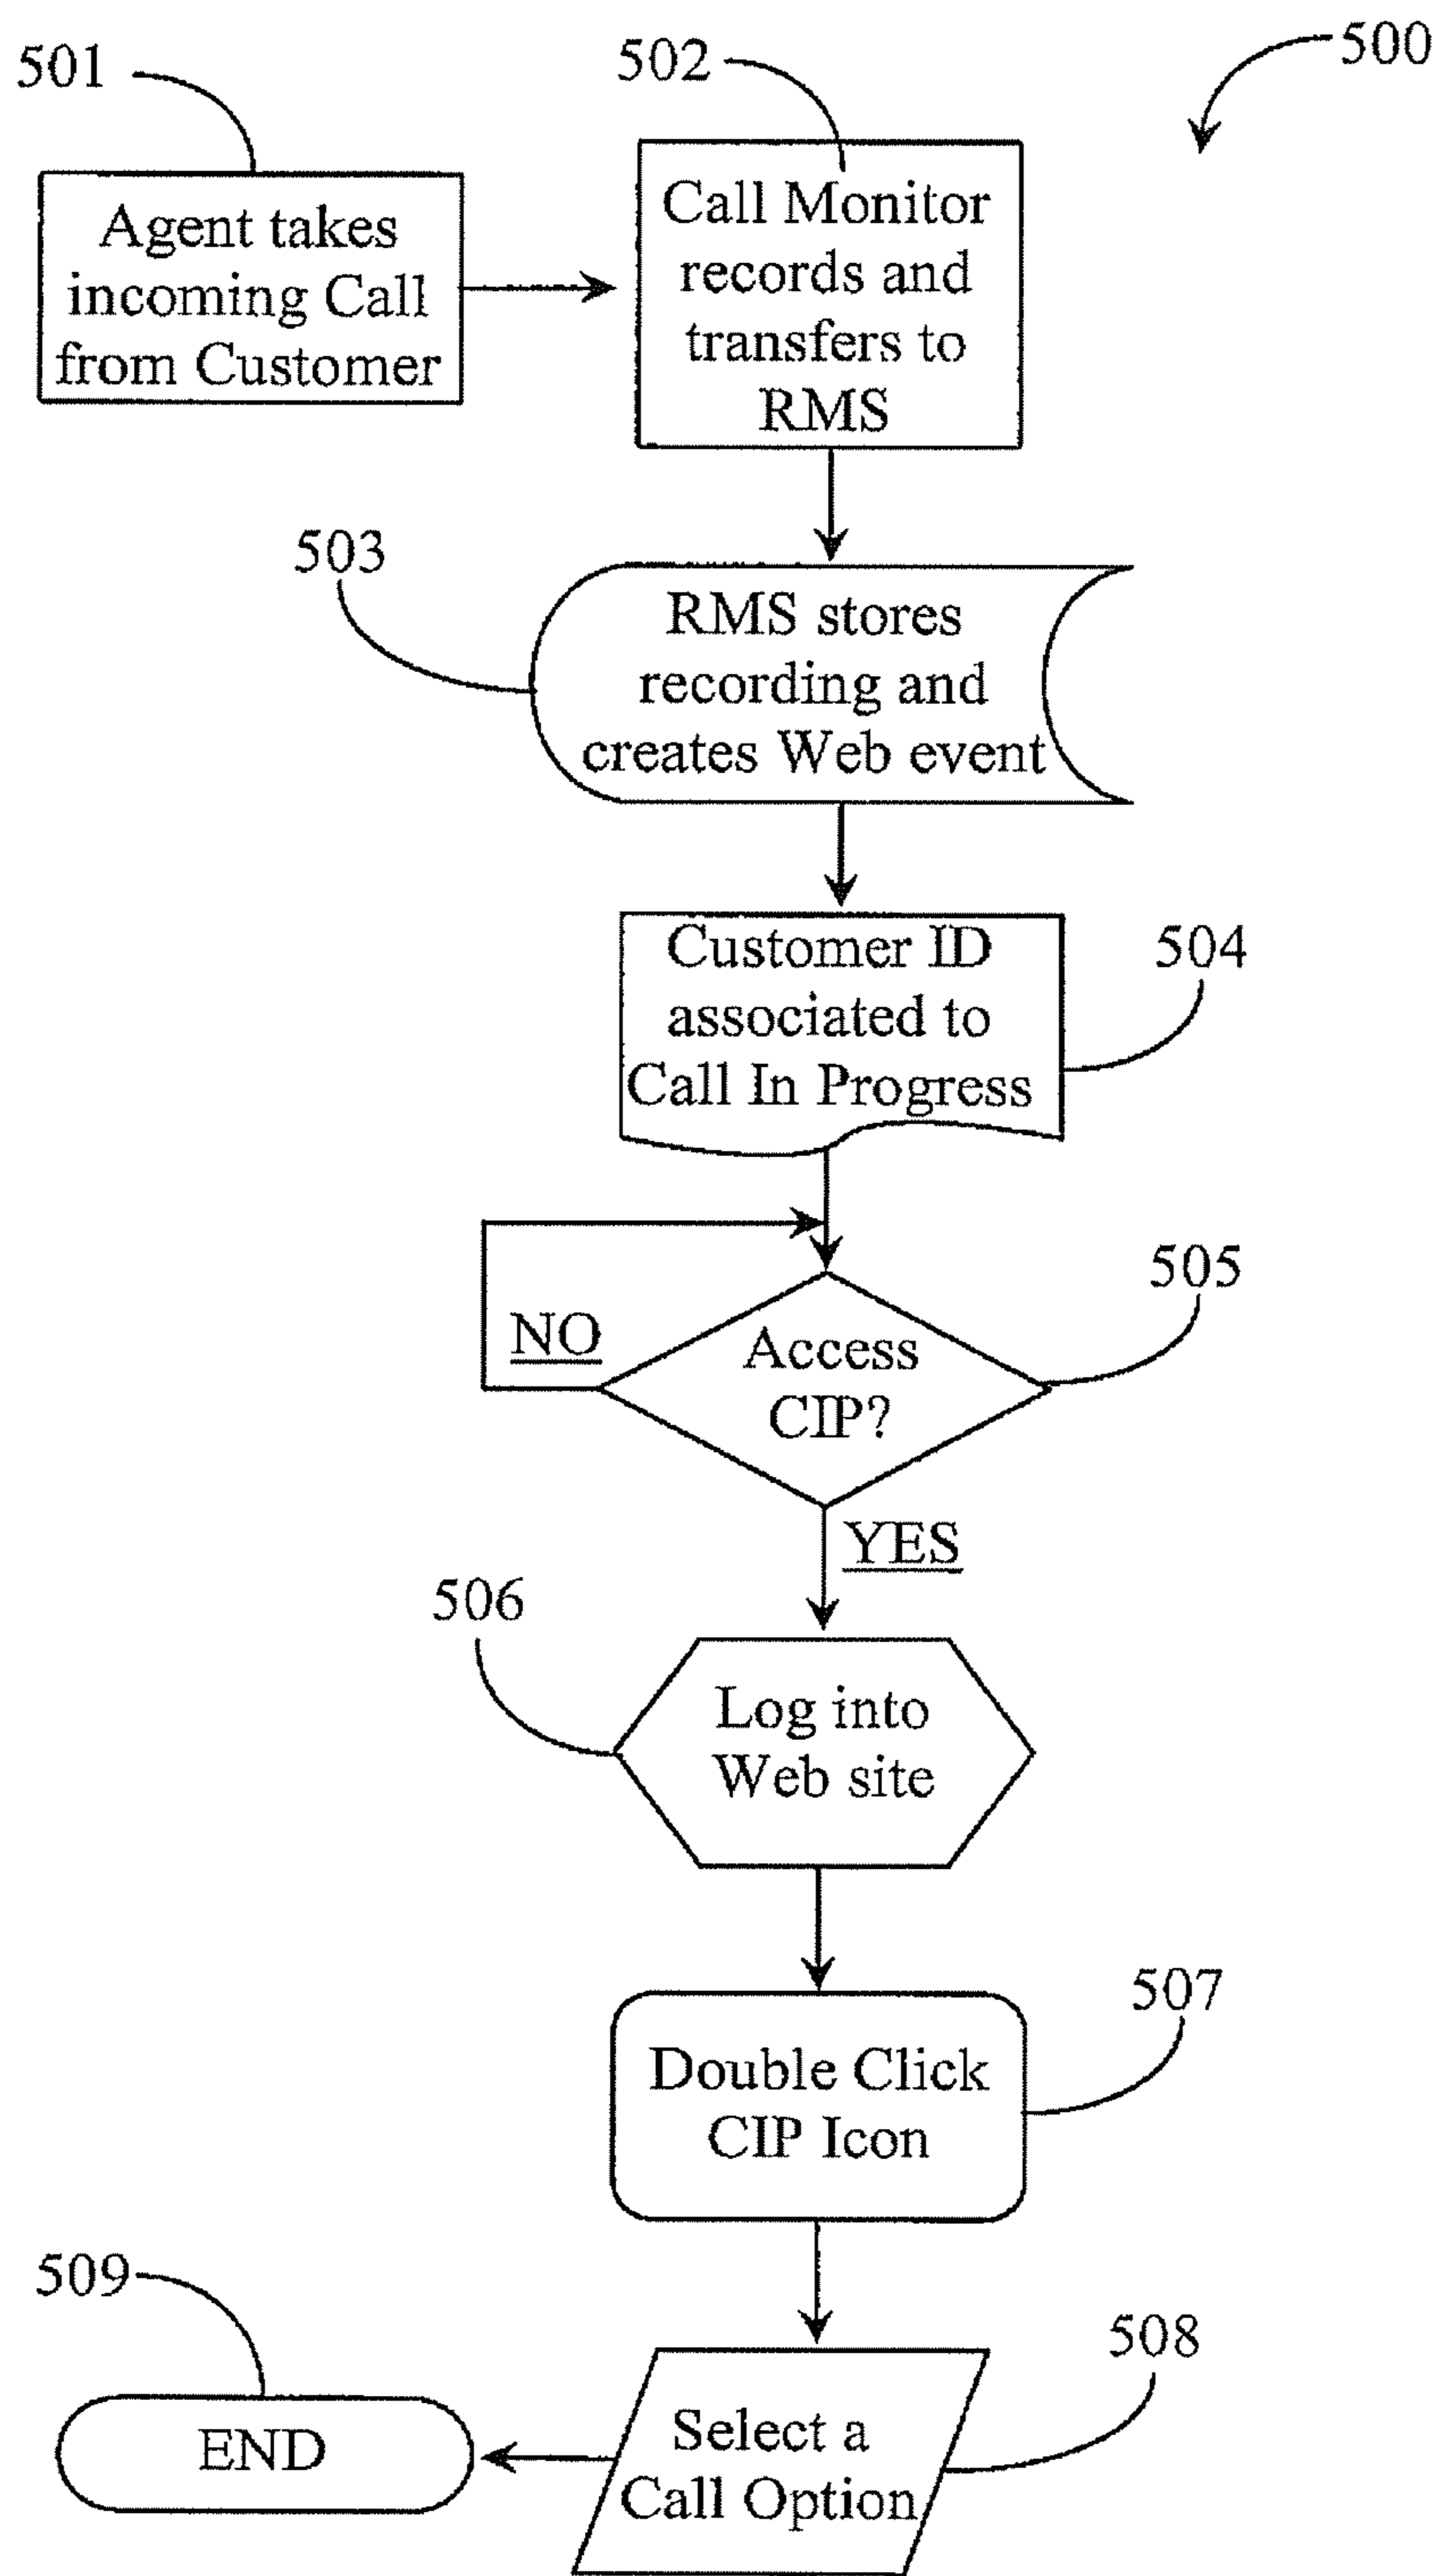 500
501
502
Agent takes
incoming Call
from Customer
Call Monitor
records and
transfers to
RMS
503
RMS stores
recording and
creates Web event
504
Customer ID
associated to
Call In Progress
505
NO
Access
CIP?
YES
506
Log into
Web site
507
Double Click
CIP Icon
508
509
END
Select a
Call Option